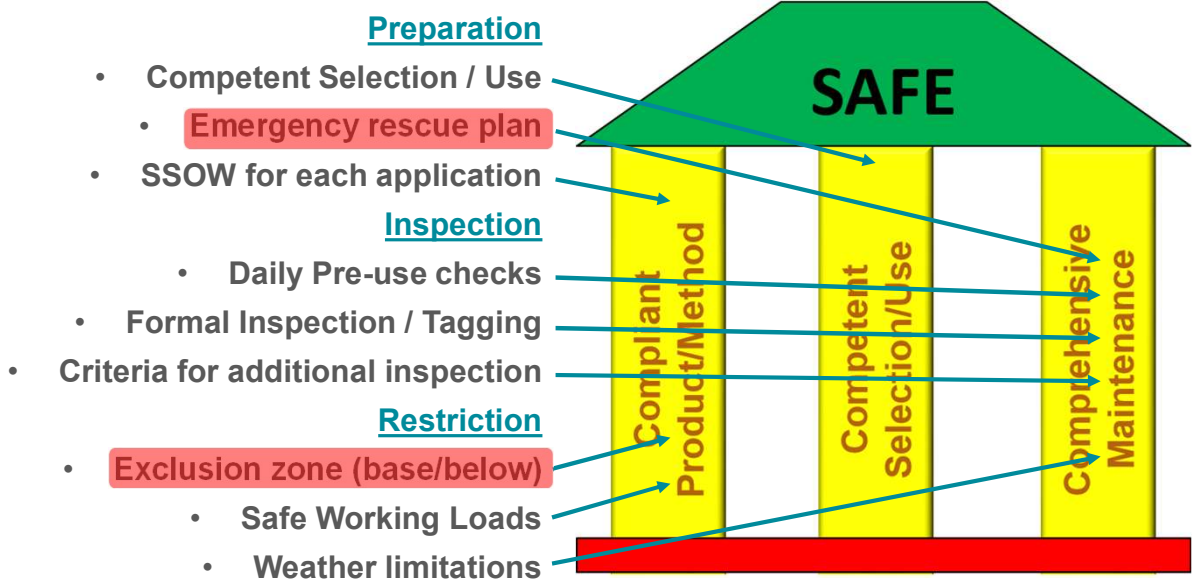 Preparation
• Competent Selection / Use
• Emergency rescue plan
• SSOW for each application
Inspection
• Daily Pre-use checks
• Formal Inspection / Tagging
• Criteria for additional inspection
Restriction
• Exclusion zone (base/below)
• Safe Working Loads
• Weather limitations
SAFE
Compliant
Product/Method
Competent
Selection/Use
Comprehensive
Maintenance